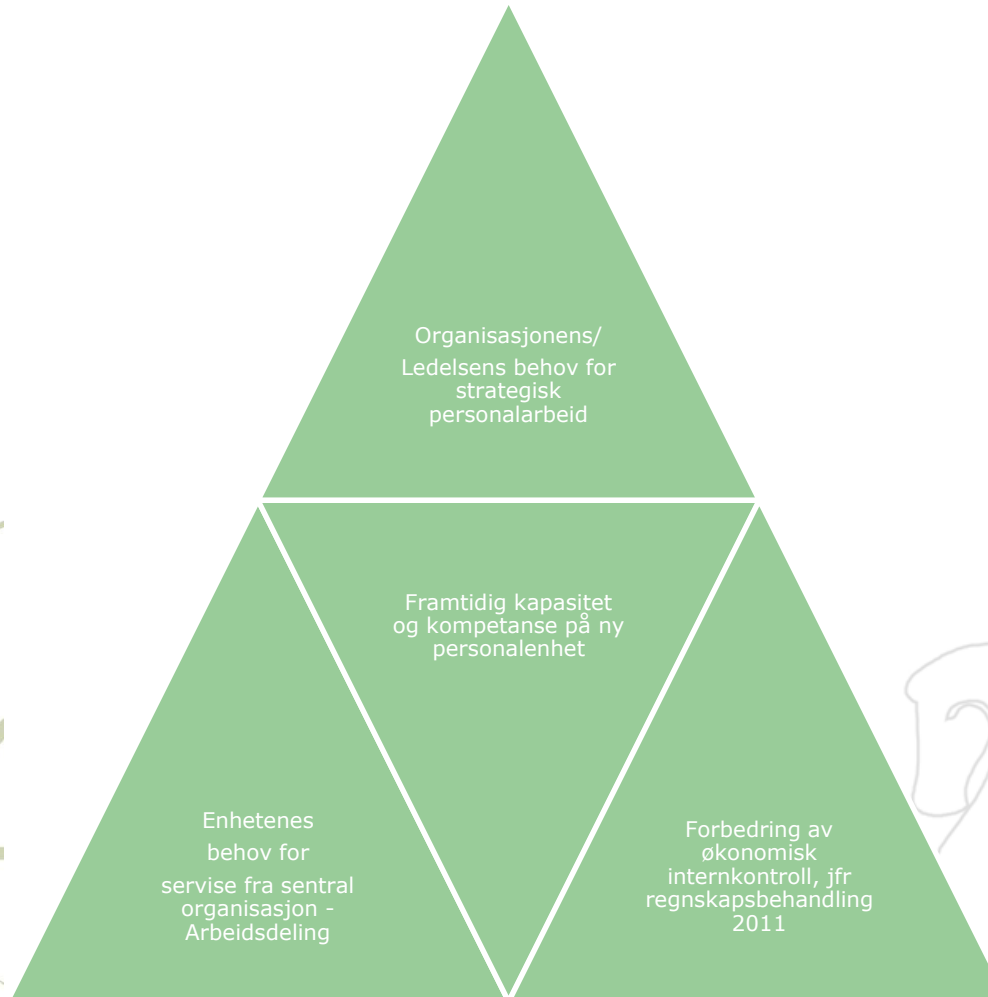 Organisasjonens/
Ledelsens behov for
strategisk
personalarbeid
Framtidig kapasitet
og kompetanse på ny
personalenhet
Enhetenes
behov for
servise fra sentral
organisasjon -
Arbeidsdeling
Forbedring av
økonomisk
internkontroll, jfr
regnskapsbehandling
2011